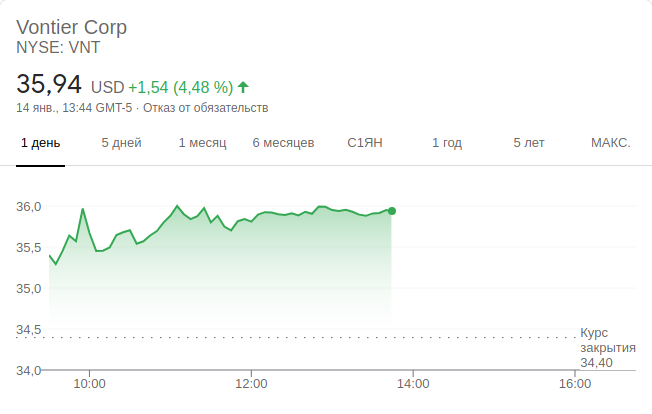 Vontier Corp
NYSE: VNT
35,94 USD +1,54 (4,48 %)
14 янв., 13:44 GMT-5 · Отказ от обязательств
1 день 5 дней 1 месяц 6 месяцев С1ЯН 1 год 5 лет МАКС.
36,0
35,5
35,0
34,5
34,0
Курс
закрытия
34,40
10:00 12:00 14:00 16:00